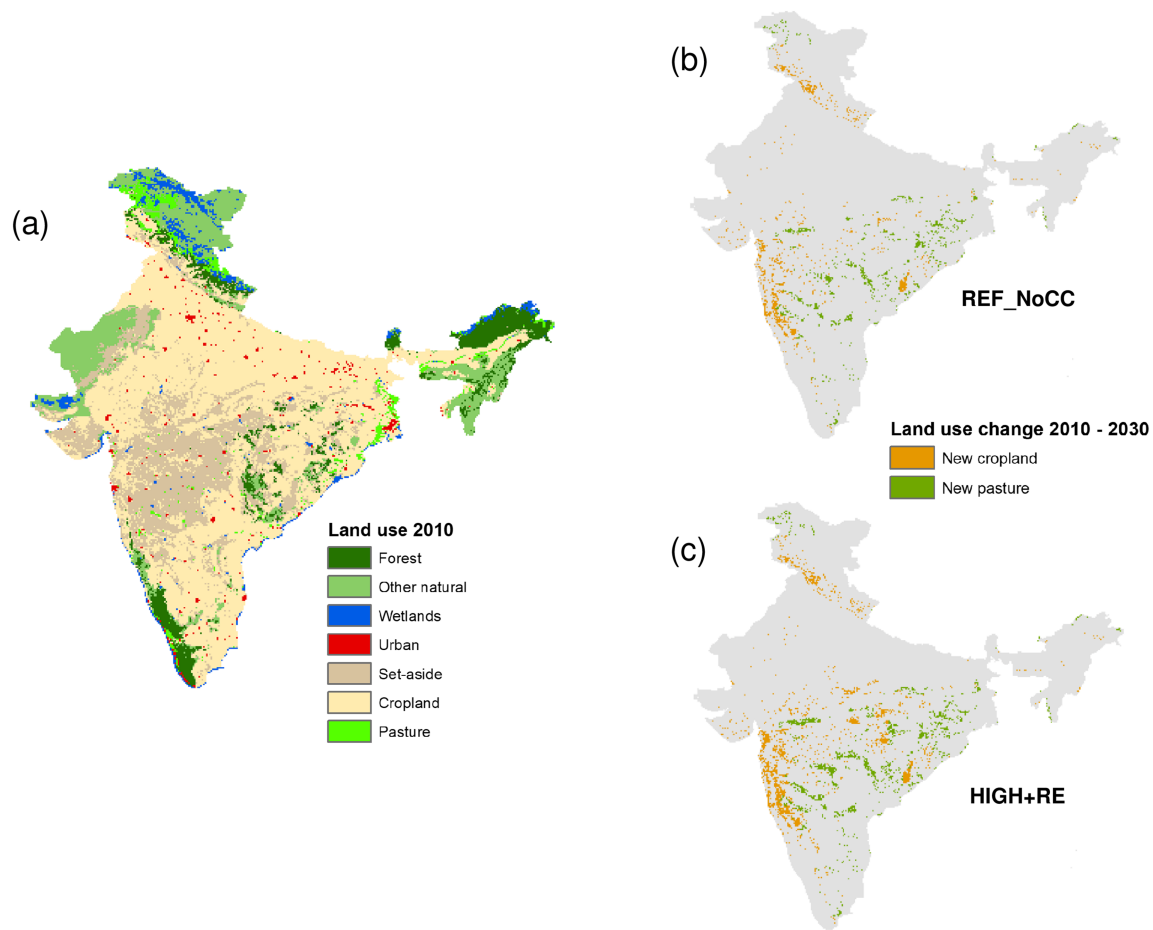 (a)
Land use 2010
Forest
Other natural
Wetlands
Urban
Set-aside
Cropland
Pasture
(b)
REF_NoCC
Land use change 2010 - 2030
New cropland
New pasture
(c)
HIGH+RE